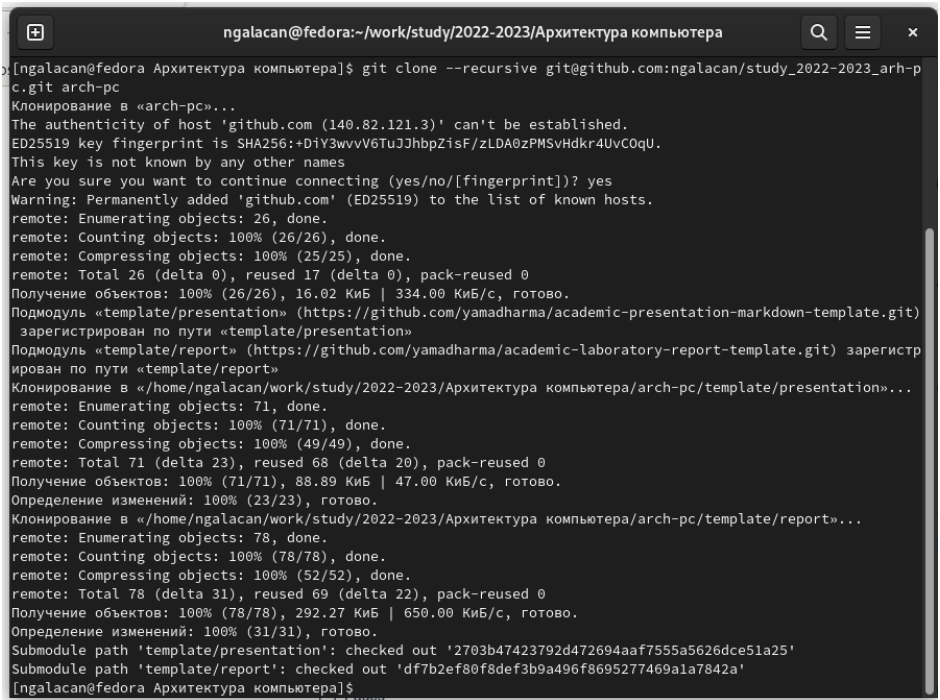 ngalacan@fedora:~/work/study/2022-2023/Архитектура компьютера
[ngalacan@fedora Архитектура компьютера]$ git clone --recursive git@github.com:ngalacan/study_2022-2023_arh-p
c.git arch-pc
Клонирование в «arch-pc»...
The authenticity of host 'github.com (140.82.121.3)' can't be established.
ED25519 key fingerprint is SHA256:+DiY3wvvV6TuJJhbpZisF/zLDA0zPMSvHdkr4UvCOqU.
This key is not known by any other names
Are you sure you want to continue connecting (yes/no/[fingerprint])? yes
Warning: Permanently added 'github.com' (ED25519) to the list of known hosts.
remote: Enumerating objects: 26, done.
remote: Counting objects: 100% (26/26), done.
remote: Compressing objects: 100% (25/25), done.
remote: Total 26 (delta 0), reused 17 (delta 0), pack-reused 0
Получение объектов: 100% (26/26), 16.02 КиБ | 334.00 КиБ/с, готово.
Подмодуль «template/presentation» (https://github.com/yamadharma/academic-presentation-markdown-template.git)
 зарегистрирован по пути «template/presentation»
Подмодуль «template/report» (https://github.com/yamadharma/academic-laboratory-report-template.git) зарегистр
ирован по пути «template/report»
Клонирование в «/home/ngalacan/work/study/2022-2023/Архитектура компьютера/arch-pc/template/presentation»...
remote: Enumerating objects: 71, done.
remote: Counting objects: 100% (71/71), done.
remote: Compressing objects: 100% (49/49), done.
remote: Total 71 (delta 23), reused 68 (delta 20), pack-reused 0
Получение объектов: 100% (71/71), 88.89 КиБ | 47.00 КиБ/с, готово.
Определение изменений: 100% (23/23), готово.
Клонирование в «/home/ngalacan/work/study/2022-2023/Архитектура компьютера/arch-pc/template/report»...
remote: Enumerating objects: 78, done.
remote: Counting objects: 100% (78/78), done.
remote: Compressing objects: 100% (52/52), done.
remote: Total 78 (delta 31), reused 69 (delta 22), pack-reused 0
Получение объектов: 100% (78/78), 292.27 КиБ | 650.00 КиБ/с, готово.
Определение изменений: 100% (31/31), готово.
Submodule path 'template/presentation': checked out '2703b47423792d472694aaf7555a5626dce51a25'
Submodule path 'template/report': checked out 'df7b2ef80f8def3b9a496f8695277469a1a7842a'
[ngalacan@fedora Архитектура компьютера]$